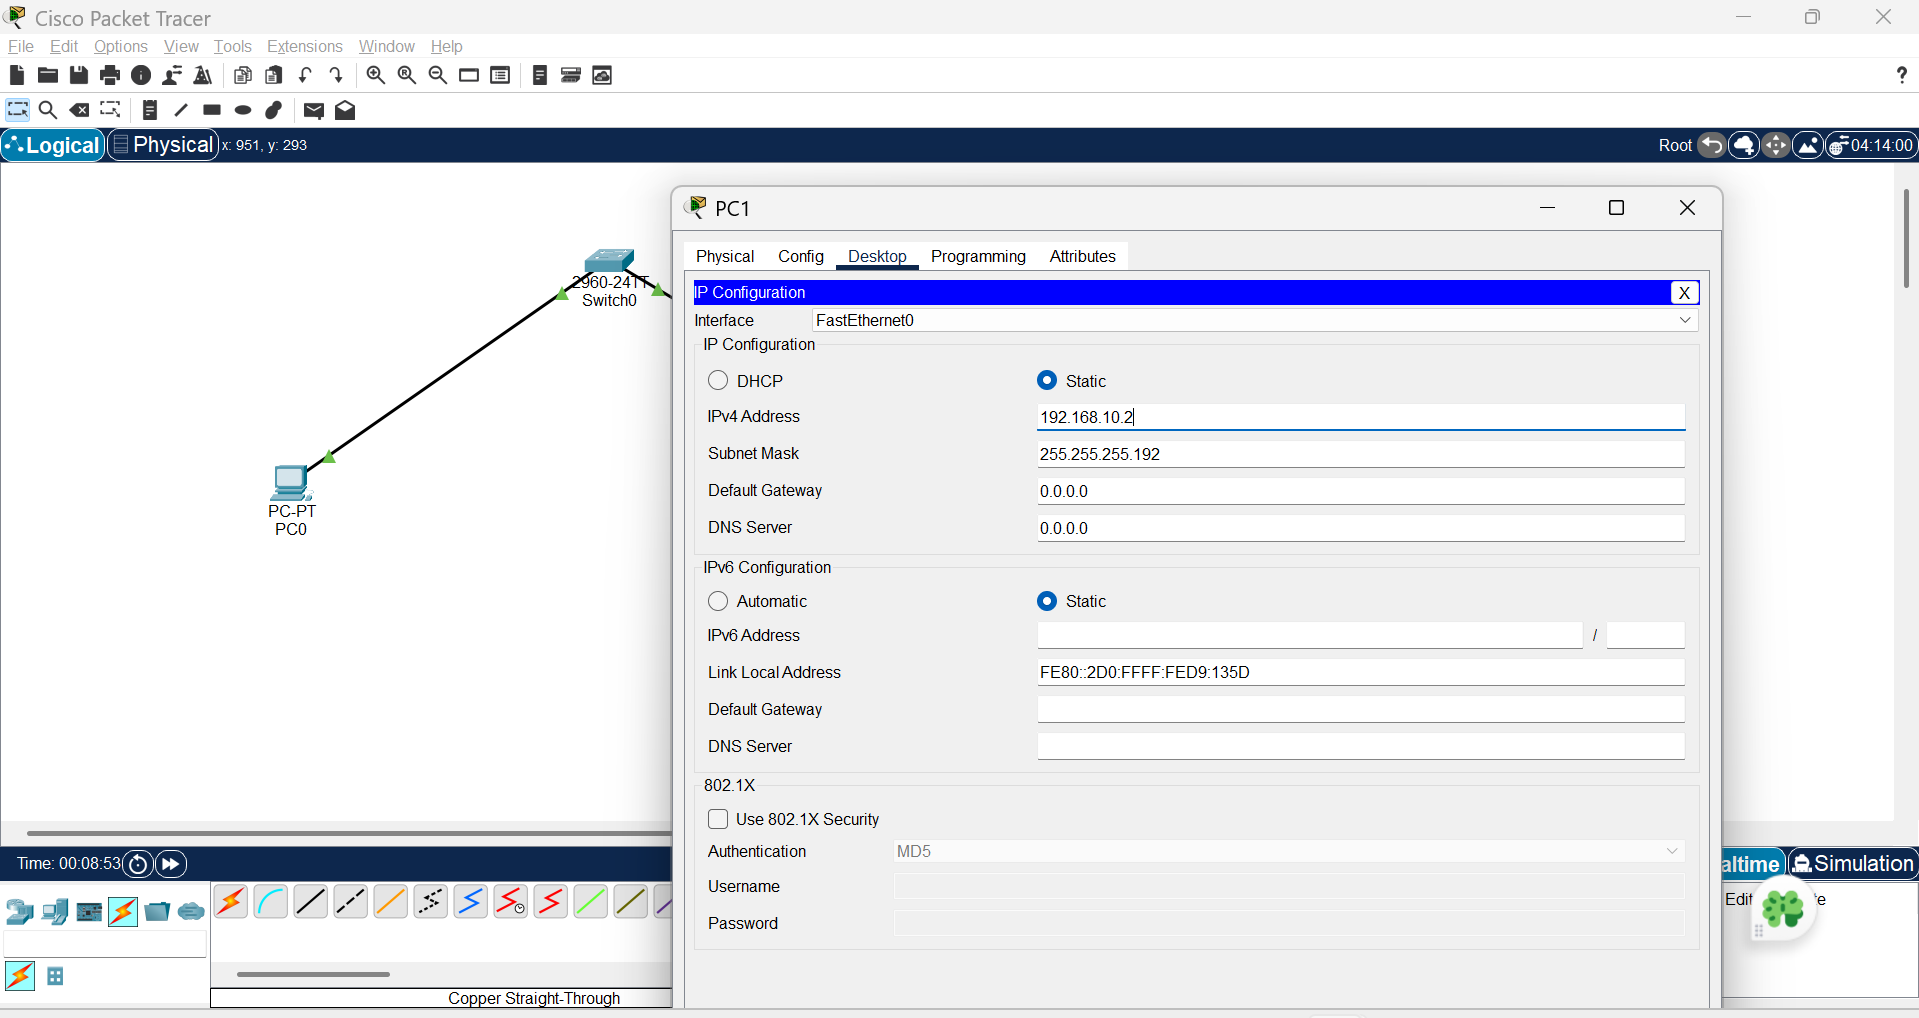 Cisco Packet Tracer
File Edit Options View Tools Extensions Window Help
?
Logical Physical x: 951, y: 293 Root 04:14:00
2960-24TT
Switch0
PC-PT
PC0
PC1
Physical Config Desktop Programming Attributes
IP Configuration X
Interface FastEthernet0
IP Configuration
DHCP Static
IPv4 Address 192.168.10.2
Subnet Mask 255.255.255.192
Default Gateway 0.0.0.0
DNS Server 0.0.0.0
IPv6 Configuration
Automatic Static
IPv6 Address /
Link Local Address FE80::2D0:FFFF:FED9:135D
Default Gateway
DNS Server
802.1X
Use 802.1X Security
Authentication MD5
Username
Password
Time: 00:08:53 altime Simulation
Copper Straight-Through